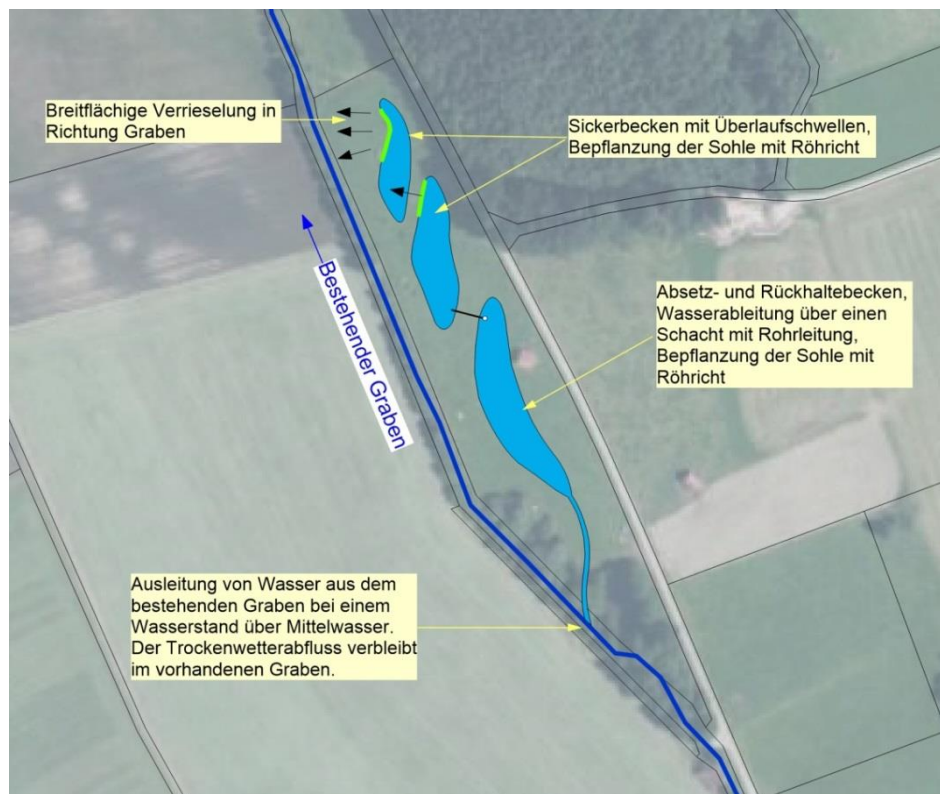 Breitflächige Verrieselung in
Richtung Graben
Sickerbecken mit Überlaufschwellen,
Bepflanzung der Sohle mit Röhricht
Bestehender Graben
Absetz- und Rückhaltebecken,
Wasserableitung über einen
Schacht mit Rohrleitung,
Bepflanzung der Sohle mit
Röhricht
Ausleitung von Wasser aus dem
bestehenden Graben bei einem
Wasserstand über Mittelwasser.
Der Trockenwetterabfluss verbleibt
im vorhandenen Graben.